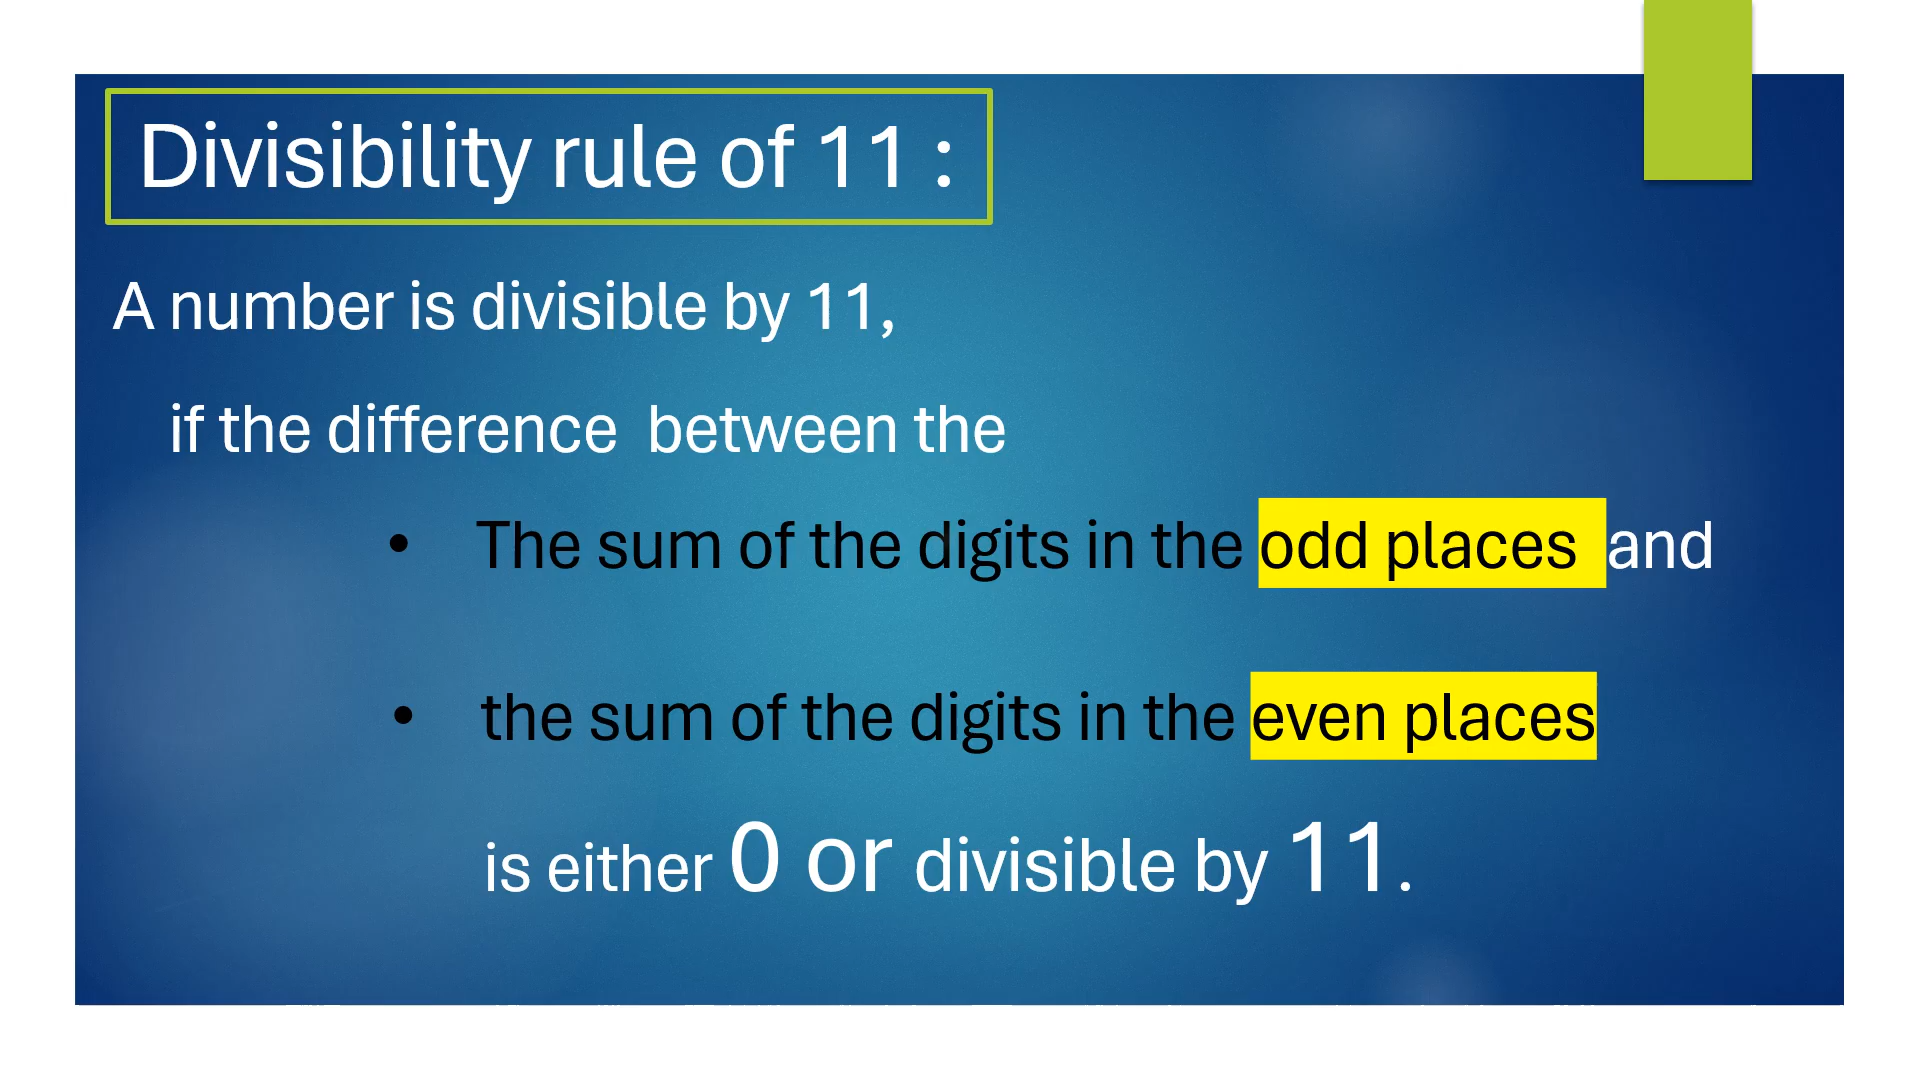 Divisibility rule of 11 :
A number is divisible by 11,
if the difference  between the
• The sum of the digits in the odd places and
• the sum of the digits in the even places
is either 0 or divisible by 11.